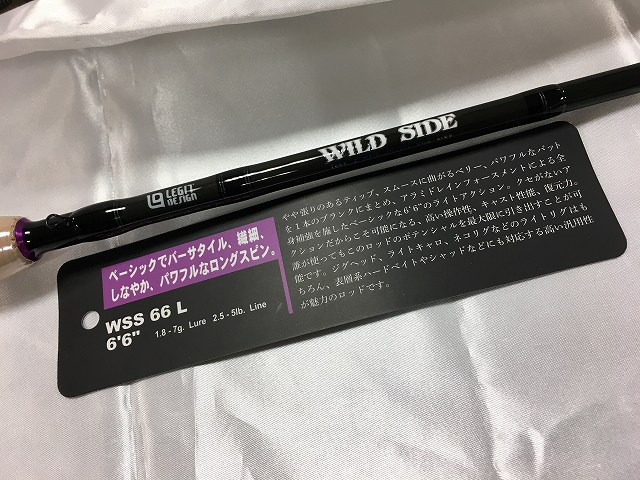 WILD SIDE
LEGIT
DESIGN
ベーシックでバーサタイル、繊細、
しなやか、パワフルなロングスピン。
WSS 66 L
6'6" 1.8-7g. Lure 2.5-5lb. Line
やや張りのあるティップ、スムースに曲がるベリー、パワフルなバット
を1本のブランクにまとめ、アラミドレインフォースメントによる全
身補強を施したベーシックな6'6"のライトアクション。クセがないア
クションだからこそ可能になる、高い操作性、キャスト性能、復元力。
誰が使ってもこのロッドのポテンシャルを最大限に引き出すことが可
能です。ジグヘッド、ライトキャロ、ネコリグなどのライトリグはも
ちろん、表層系ハードベイトやシャッドなどにも対応する高い汎用性
が魅力のロッドです。